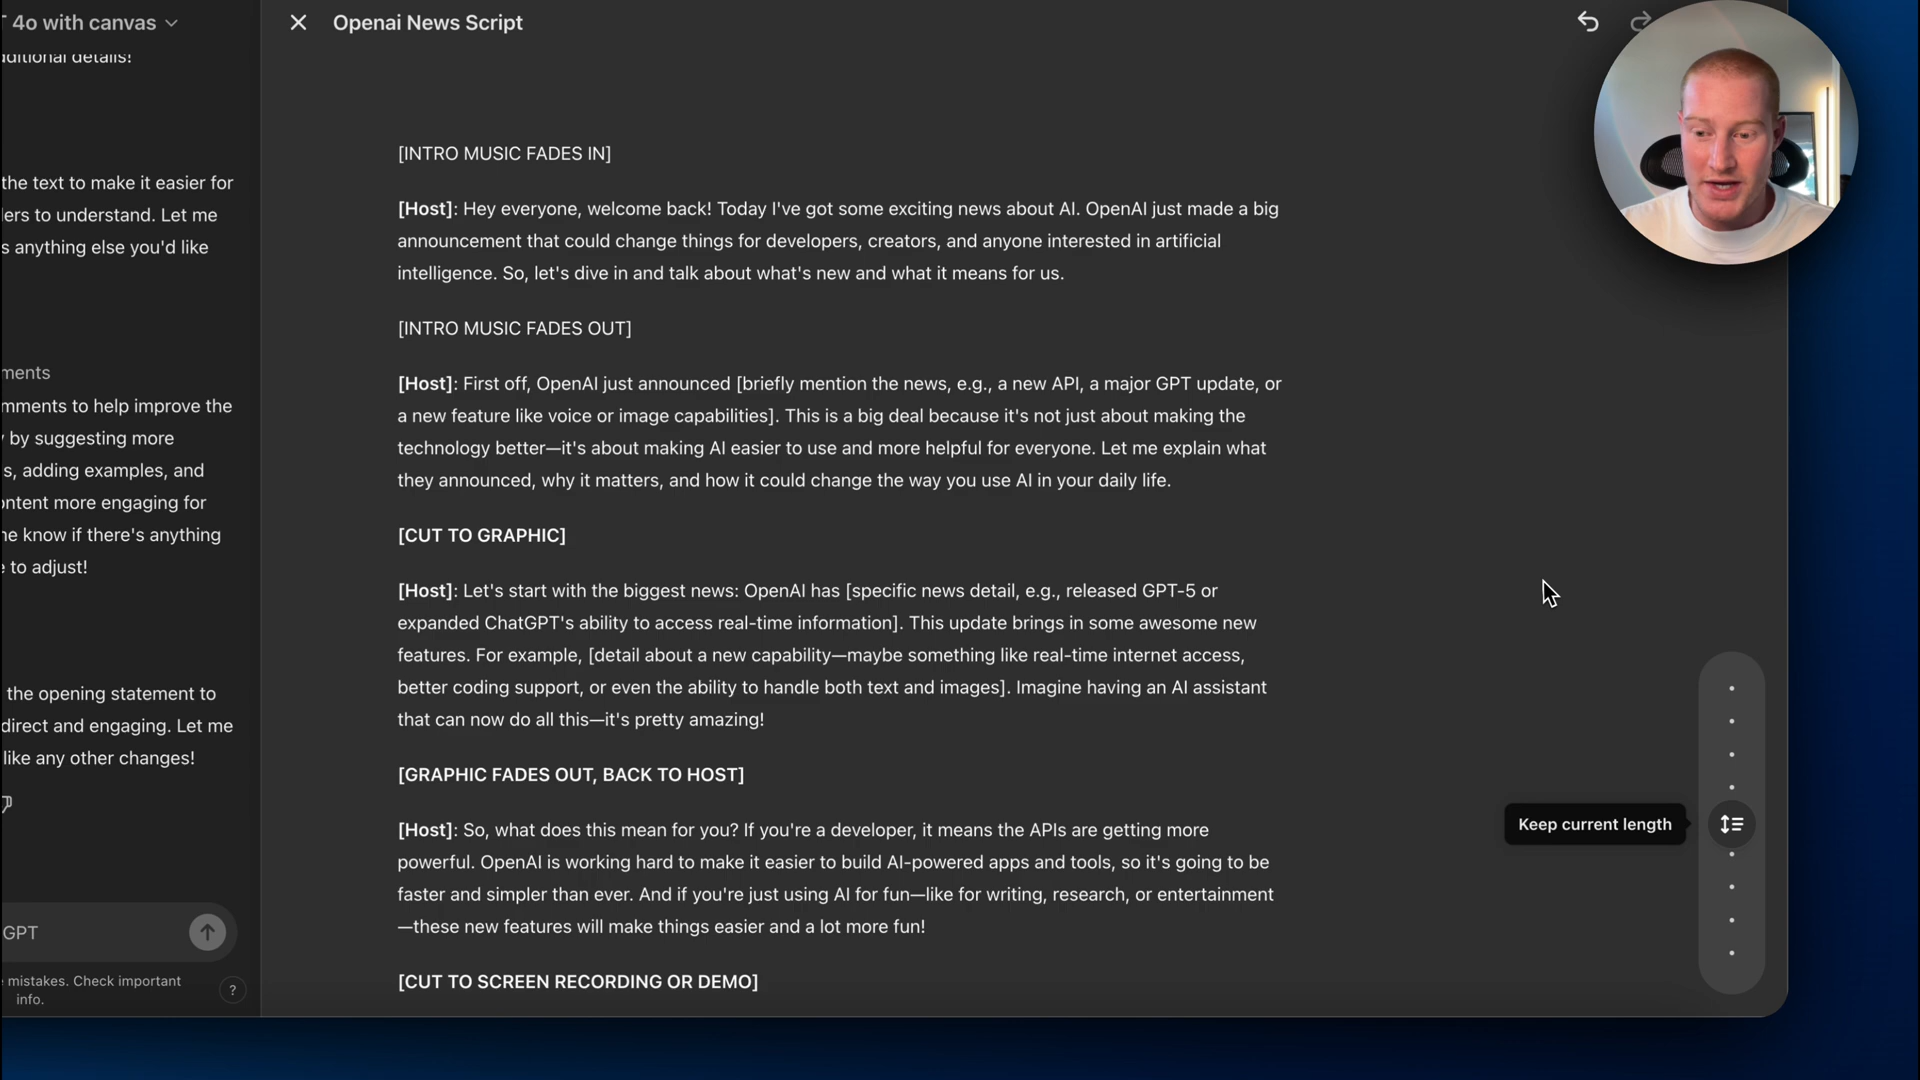 T 4o with canvas
Openai News Script
ditional details!
the text to make it easier for
lers to understand. Let me
s anything else you'd like
ments
mments to help improve the
y by suggesting more
s, adding examples, and
ontent more engaging for
ne know if there's anything
e to adjust!
the opening statement to
direct and engaging. Let me
like any other changes!
GPT
e mistakes. Check important
info.
?
[INTRO MUSIC FADES IN]
[Host]: Hey everyone, welcome back! Today I've got some exciting news about AI. OpenAI just made a big
announcement that could change things for developers, creators, and anyone interested in artificial
intelligence. So, let's dive in and talk about what's new and what it means for us.
[INTRO MUSIC FADES OUT]
[Host]: First off, OpenAI just announced [briefly mention the news, e.g., a new API, a major GPT update, or
a new feature like voice or image capabilities]. This is a big deal because it's not just about making the
technology better—it's about making AI easier to use and more helpful for everyone. Let me explain what
they announced, why it matters, and how it could change the way you use AI in your daily life.
[CUT TO GRAPHIC]
[Host]: Let's start with the biggest news: OpenAI has [specific news detail, e.g., released GPT-5 or
expanded ChatGPT's ability to access real-time information]. This update brings in some awesome new
features. For example, [detail about a new capability—maybe something like real-time internet access,
better coding support, or even the ability to handle both text and images]. Imagine having an AI assistant
that can now do all this—it's pretty amazing!
[GRAPHIC FADES OUT, BACK TO HOST]
[Host]: So, what does this mean for you? If you're a developer, it means the APIs are getting more
powerful. OpenAI is working hard to make it easier to build AI-powered apps and tools, so it's going to be
faster and simpler than ever. And if you're just using AI for fun—like for writing, research, or entertainment
—these new features will make things easier and a lot more fun!
[CUT TO SCREEN RECORDING OR DEMO]
Keep current length